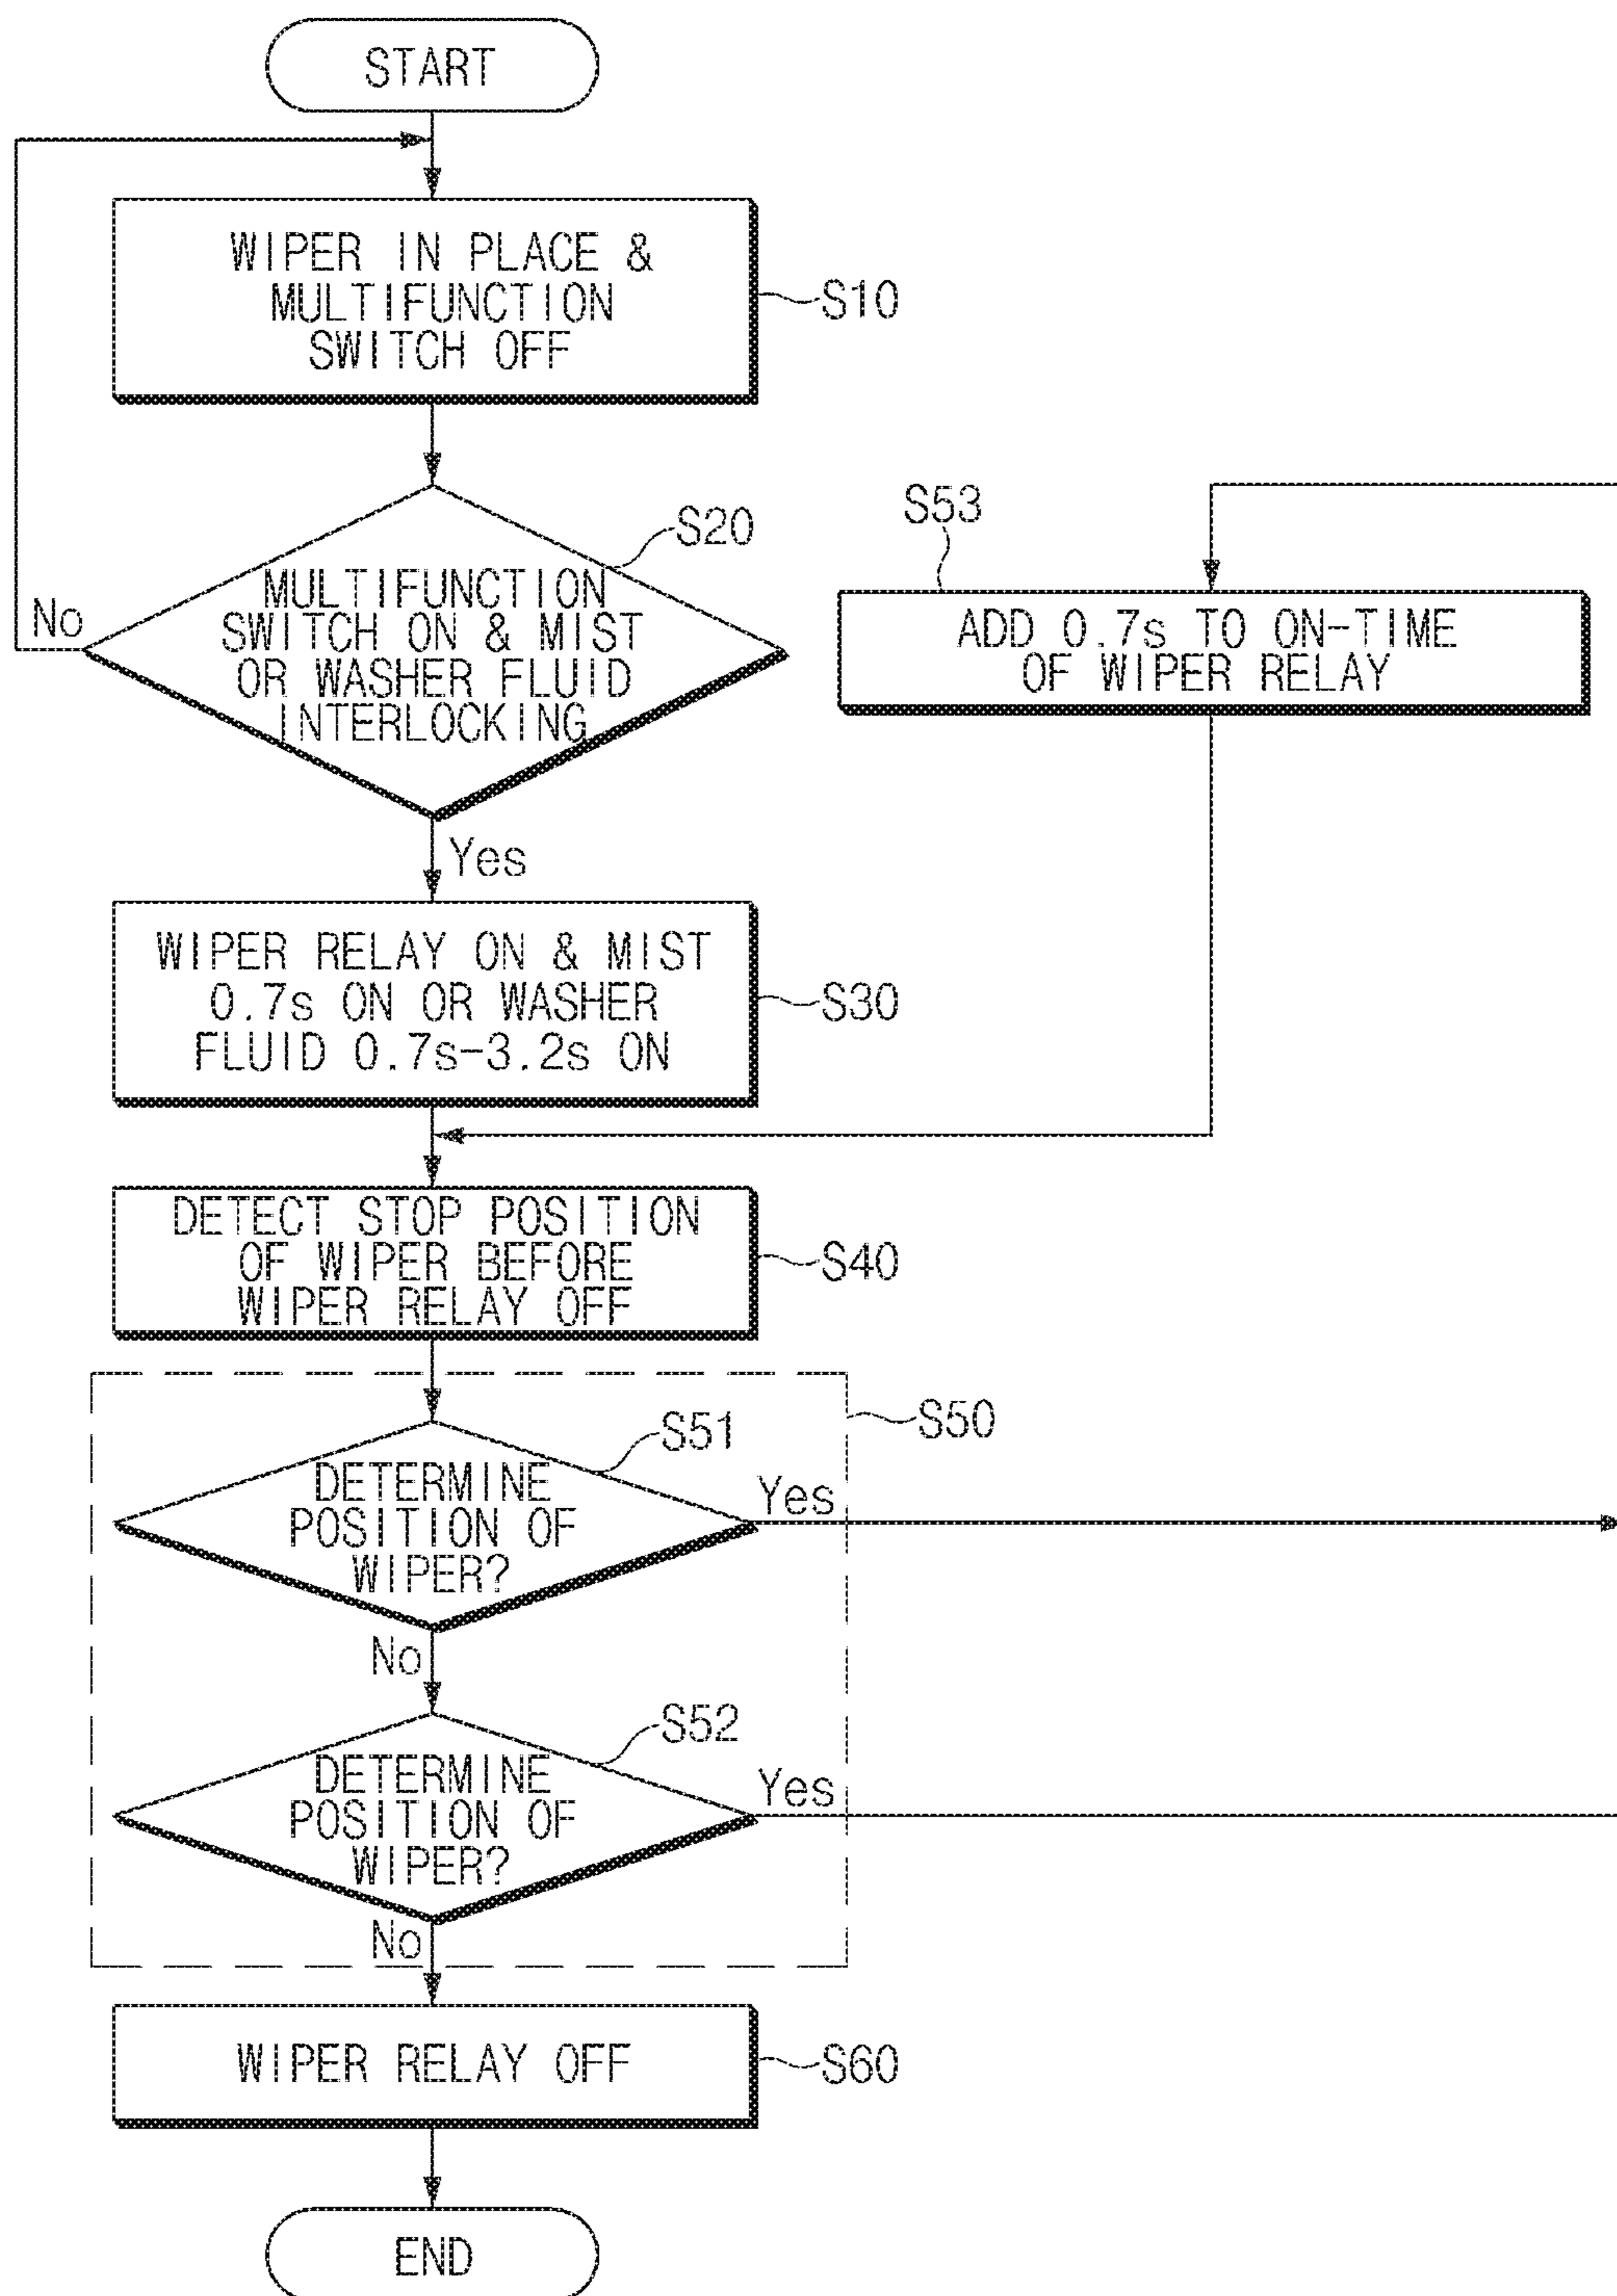 START
WIPER IN PLACE &
MULTIFUNCTION
SWITCH OFF
S10
S20
MULTIFUNCTION
SWITCH ON & MIST
OR WASHER FLUID
INTERLOCKING
No
Yes
S53
ADD 0.7s TO ON-TIME
OF WIPER RELAY
WIPER RELAY ON & MIST
0.7s ON OR WASHER
FLUID 0.7s-3.2s ON
S30
DETECT STOP POSITION
OF WIPER BEFORE
WIPER RELAY OFF
S40
S50
S51
DETERMINE
POSITION OF
WIPER?
Yes
No
S52
DETERMINE
POSITION OF
WIPER?
Yes
No
WIPER RELAY OFF
S60
END